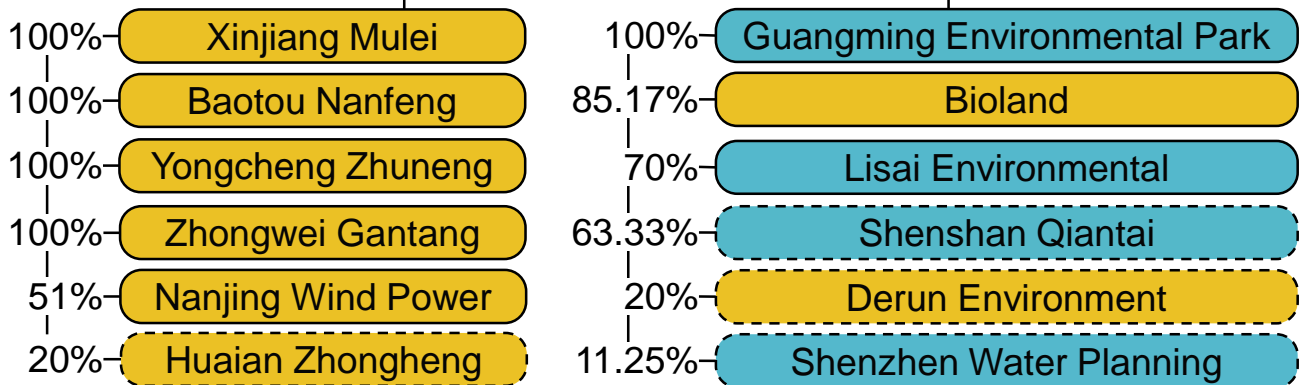 100% Xinjiang Mulei
100% Baotou Nanfeng
100% Yongcheng Zhuneng
100% Zhongwei Gantang
51% Nanjing Wind Power
20% Huaian Zhongheng
100% Guangming Environmental Park
85.17% Bioland
70% Lisai Environmental
63.33% Shenshan Qiantai
20% Derun Environment
11.25% Shenzhen Water Planning